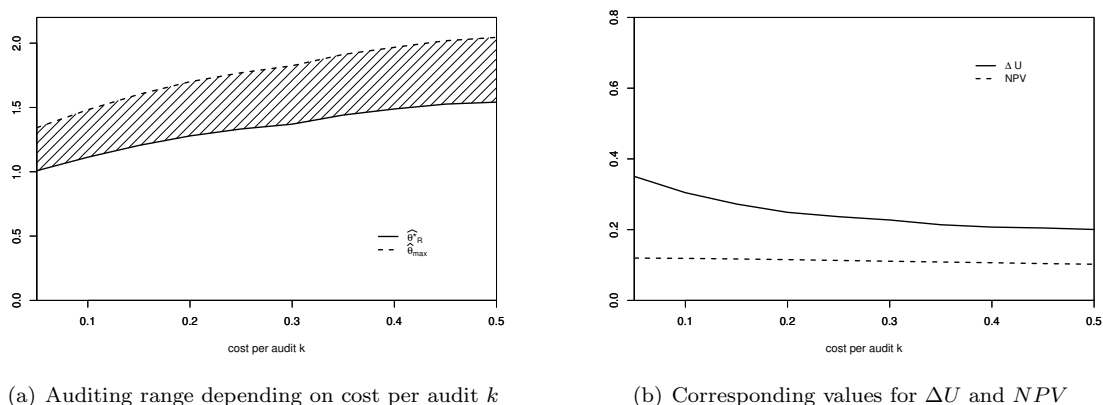 0.0 0.5 1.0 1.5 2.0
0.1 0.2 0.3 0.4 0.5
cost per audit k
θ̂*R
θ̂max
(a) Auditing range depending on cost per audit k
0.0 0.2 0.4 0.6 0.8
0.1 0.2 0.3 0.4 0.5
cost per audit k
Δ U
NPV
(b) Corresponding values for ΔU and NPV